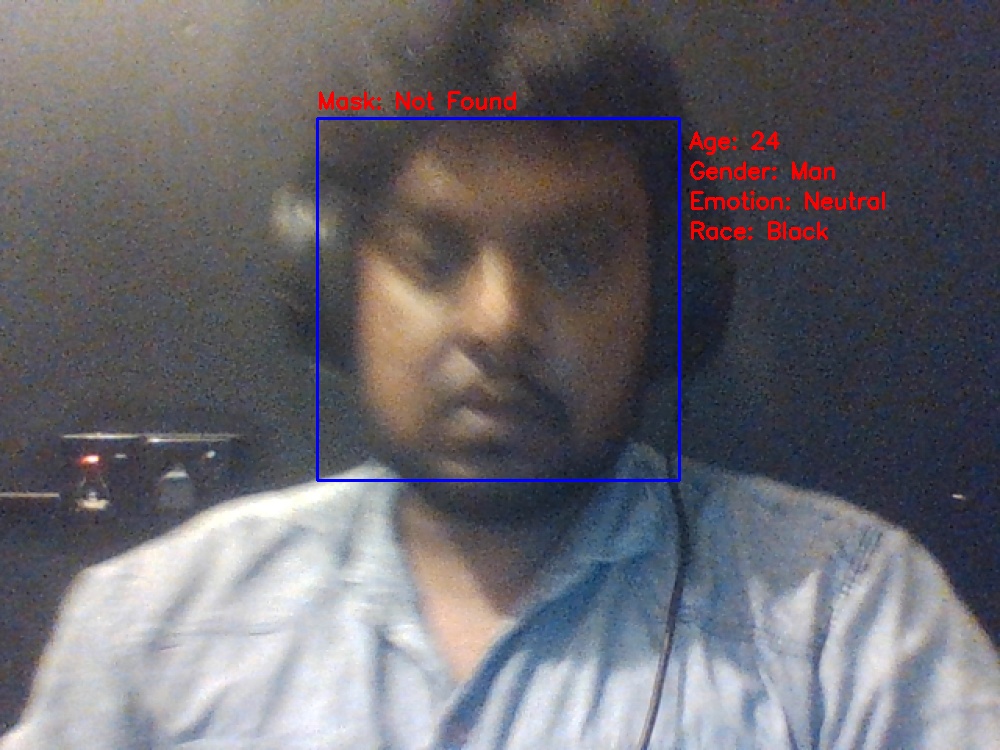 Mask: Not Found
Age: 24
Gender: Man
Emotion: Neutral
Race: Black